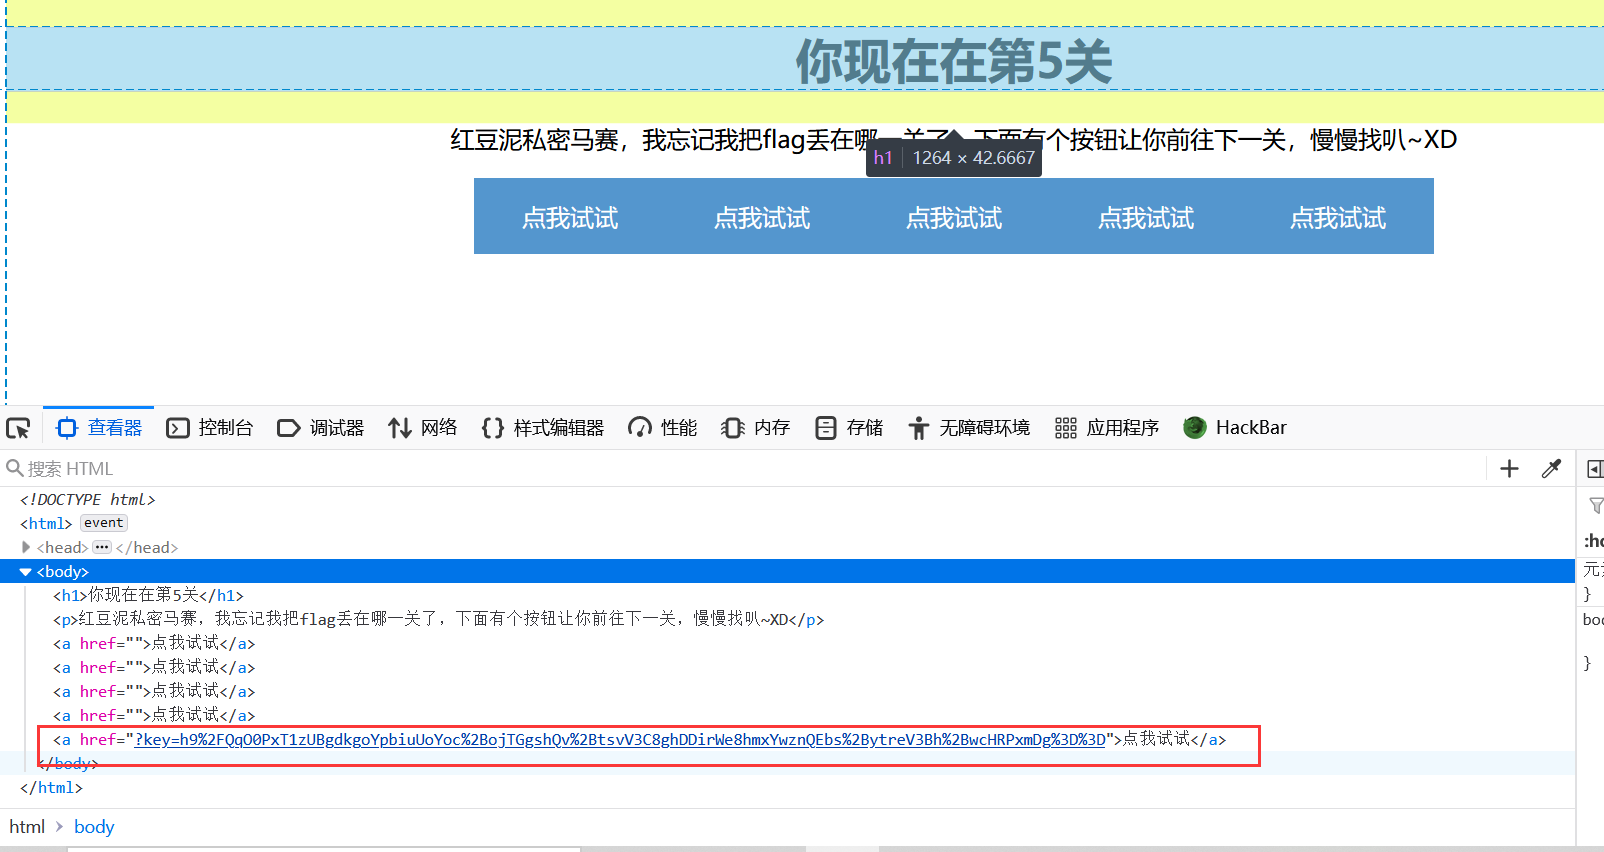 你现在在第5关
红豆泥私密马赛，我忘记我把flag丢在哪一关了，下面有个按钮让你前往下一关，慢慢找叭~XD
h1 1264 × 42.6667
点我试试 点我试试 点我试试 点我试试 点我试试
查看器 控制台 调试器 网络 样式编辑器 性能 内存 存储 无障碍环境 应用程序 HackBar
搜索 HTML
<!DOCTYPE html>
<html> event
<head> ••• </head>
<body>
<h1>你现在在第5关</h1>
<p>红豆泥私密马赛，我忘记我把flag丢在哪一关了，下面有个按钮让你前往下一关，慢慢找叭~XD</p>
<a href="">点我试试</a>
<a href="">点我试试</a>
<a href="">点我试试</a>
<a href="">点我试试</a>
<a href="?key=h9%2FQqO0PxT1zUBgdkgoYpbiuUoYoc%2BojTGgshQv%2BtsvV3C8ghDDirWe8hmxYwznQEbs%2BytreV3Bh%2BwcHRPxmDg%3D%3D">点我试试</a>
</body>
</html>
html › body
:ho
}
}